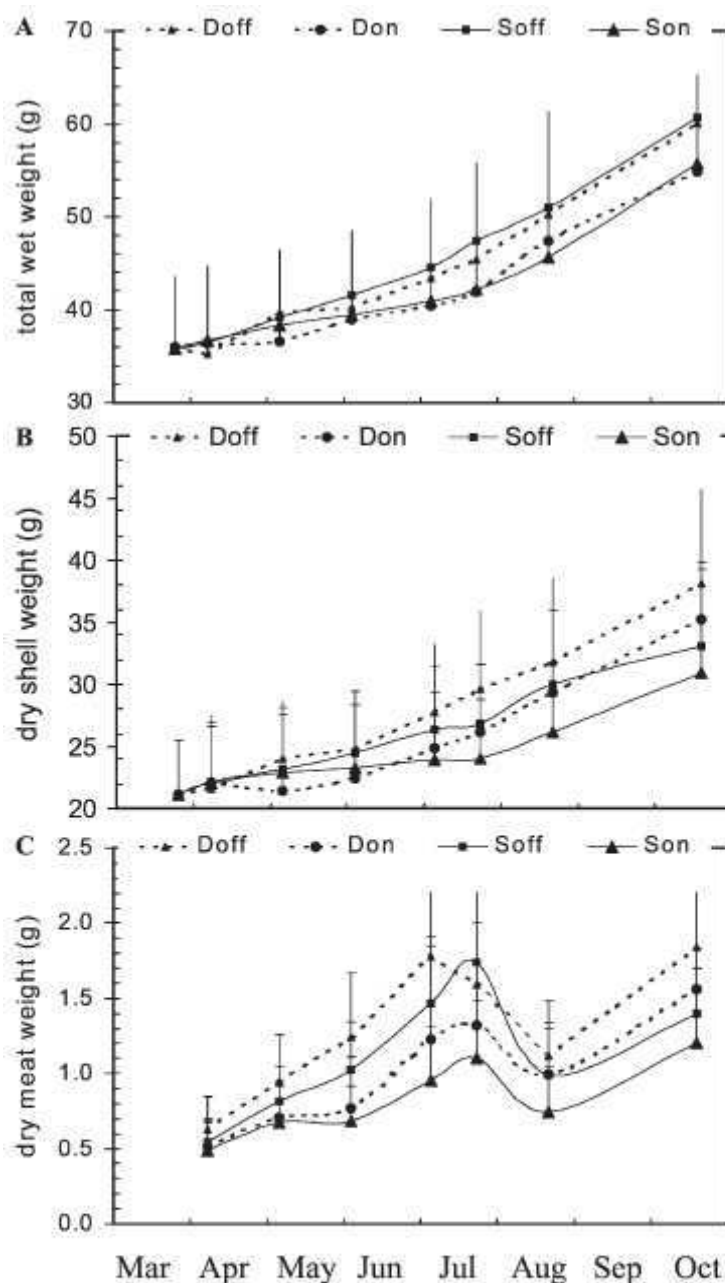 A
Doff Don Soff Son
total wet weight (g)
70
60
50
40
30
B
Doff Don Soff Son
dry shell weight (g)
50
45
40
35
30
25
20
C
Doff Don Soff Son
dry meat weight (g)
2.5
2.0
1.5
1.0
0.5
0.0
Mar Apr May Jun Jul Aug Sep Oct